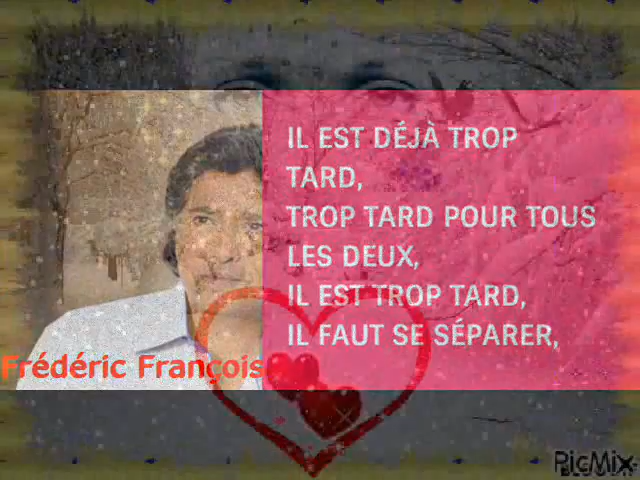 IL EST DÉJÀ TROP
TARD,
TROP TARD POUR TOUS
LES DEUX,
IL EST TROP TARD,
IL FAUT SE SÉPARER,
Frédéric François
PicMix